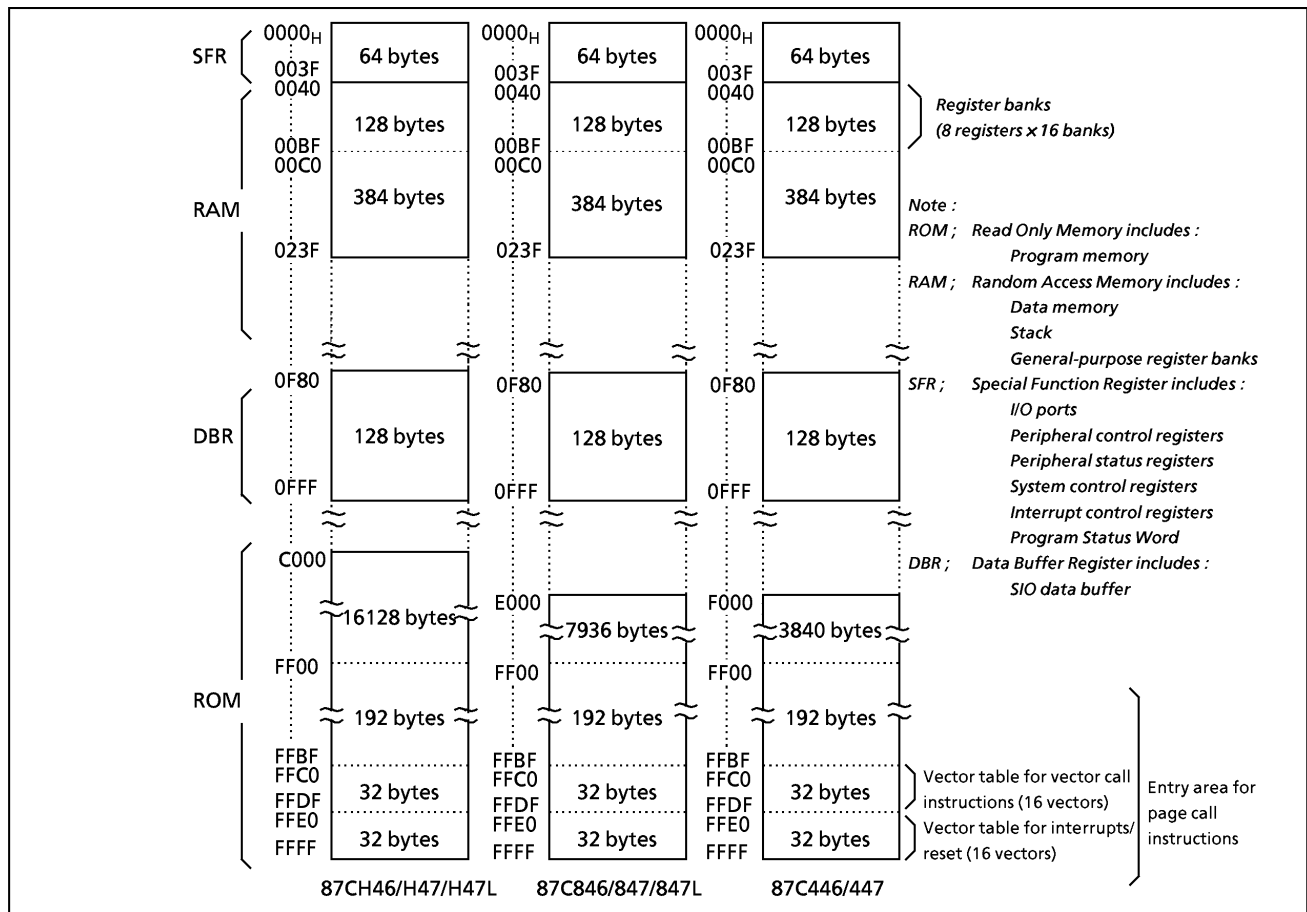 SFR
RAM
DBR
ROM
0000H
003F
0040
00BF
00C0
023F
0F80
0FFF
C000
FF00
FFBF
FFC0
FFDF
FFE0
FFFF
64 bytes
128 bytes
384 bytes
128 bytes
16128 bytes
192 bytes
32 bytes
32 bytes
87CH46/H47/H47L
0000H
003F
0040
00BF
00C0
023F
0F80
0FFF
E000
FF00
FFBF
FFC0
FFDF
FFE0
FFFF
64 bytes
128 bytes
384 bytes
128 bytes
7936 bytes
192 bytes
32 bytes
32 bytes
87C846/847/847L
0000H
003F
0040
00BF
00C0
023F
0F80
0FFF
F000
FF00
FFBF
FFC0
FFDF
FFE0
FFFF
64 bytes
128 bytes
384 bytes
128 bytes
3840 bytes
192 bytes
32 bytes
32 bytes
87C446/447
Register banks
(8 registers × 16 banks)
Note :
ROM ; Read Only Memory includes :
Program memory
RAM ; Random Access Memory includes :
Data memory
Stack
General-purpose register banks
SFR ; Special Function Register includes :
I/O ports
Peripheral control registers
Peripheral status registers
System control registers
Interrupt control registers
Program Status Word
DBR ; Data Buffer Register includes :
SIO data buffer
Vector table for vector call
instructions (16 vectors)
Vector table for interrupts/
reset (16 vectors)
Entry area for
page call
instructions